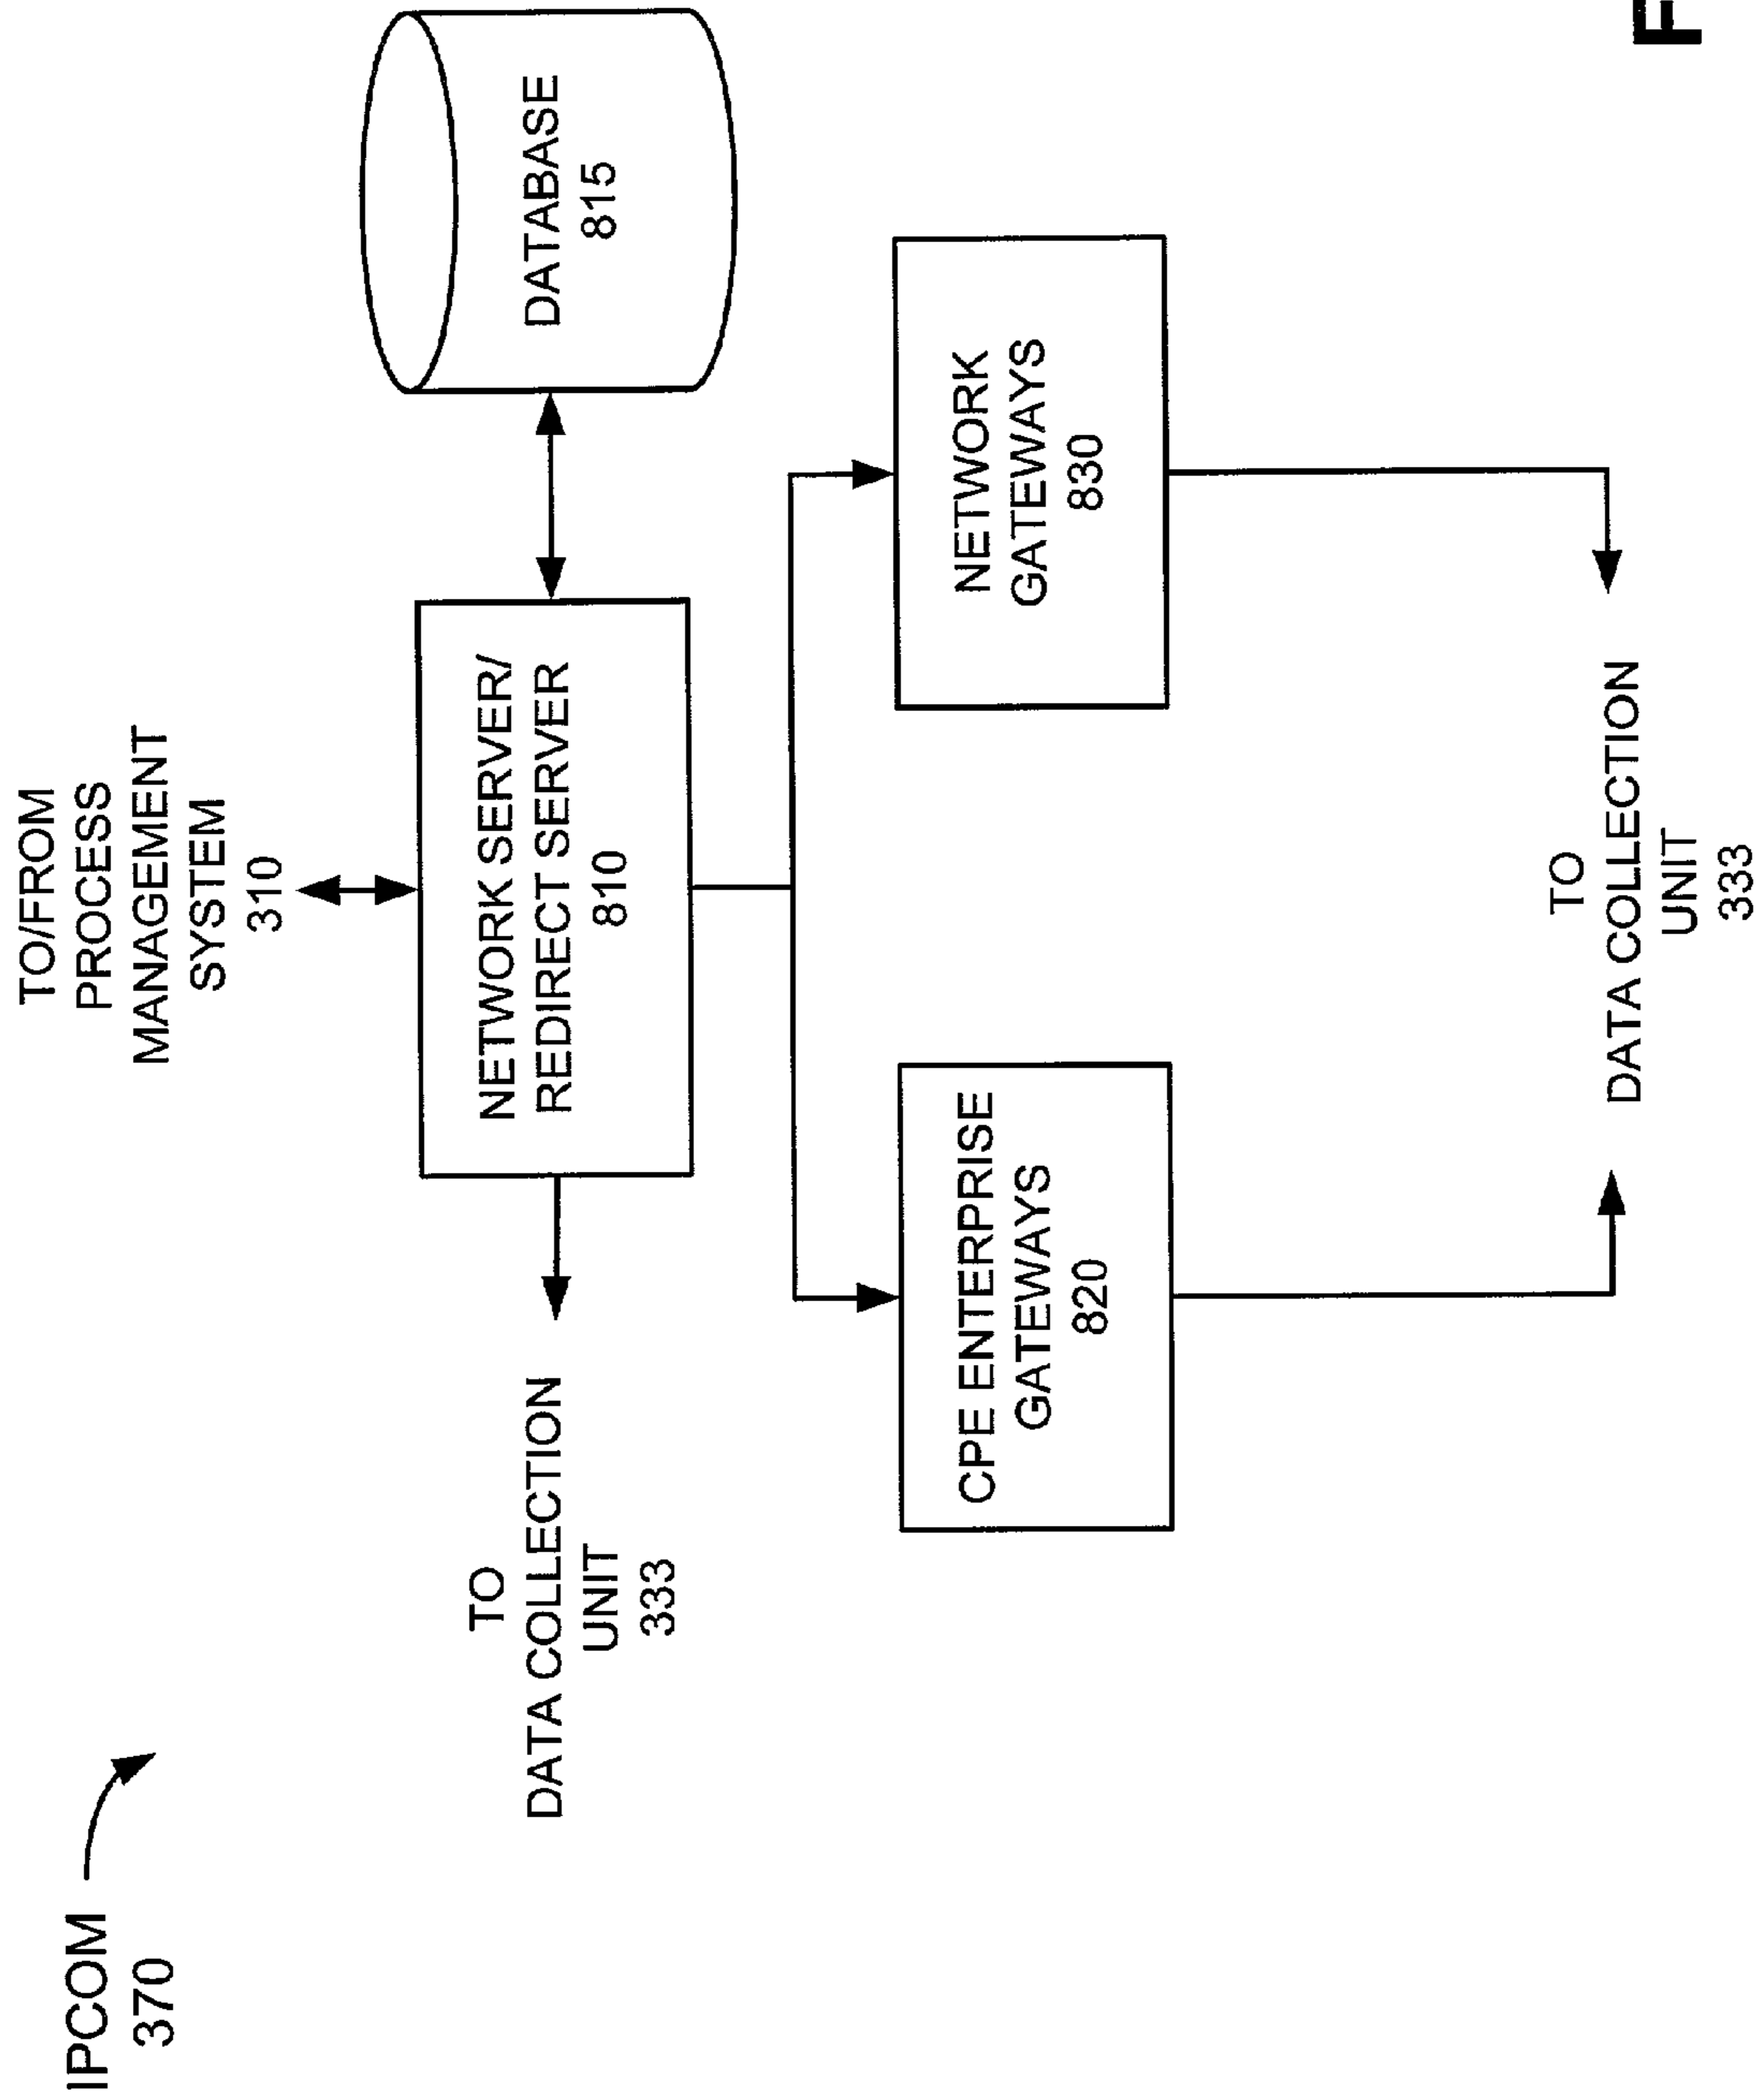 IPCOM
370
TO/FROM
PROCESS
MANAGEMENT
SYSTEM
310
TO
DATA COLLECTION
UNIT
333
NETWORK SERVER/
REDIRECT SERVER
810
DATABASE
815
CPE ENTERPRISE
GATEWAYS
820
NETWORK
GATEWAYS
830
TO
DATA COLLECTION
UNIT
333